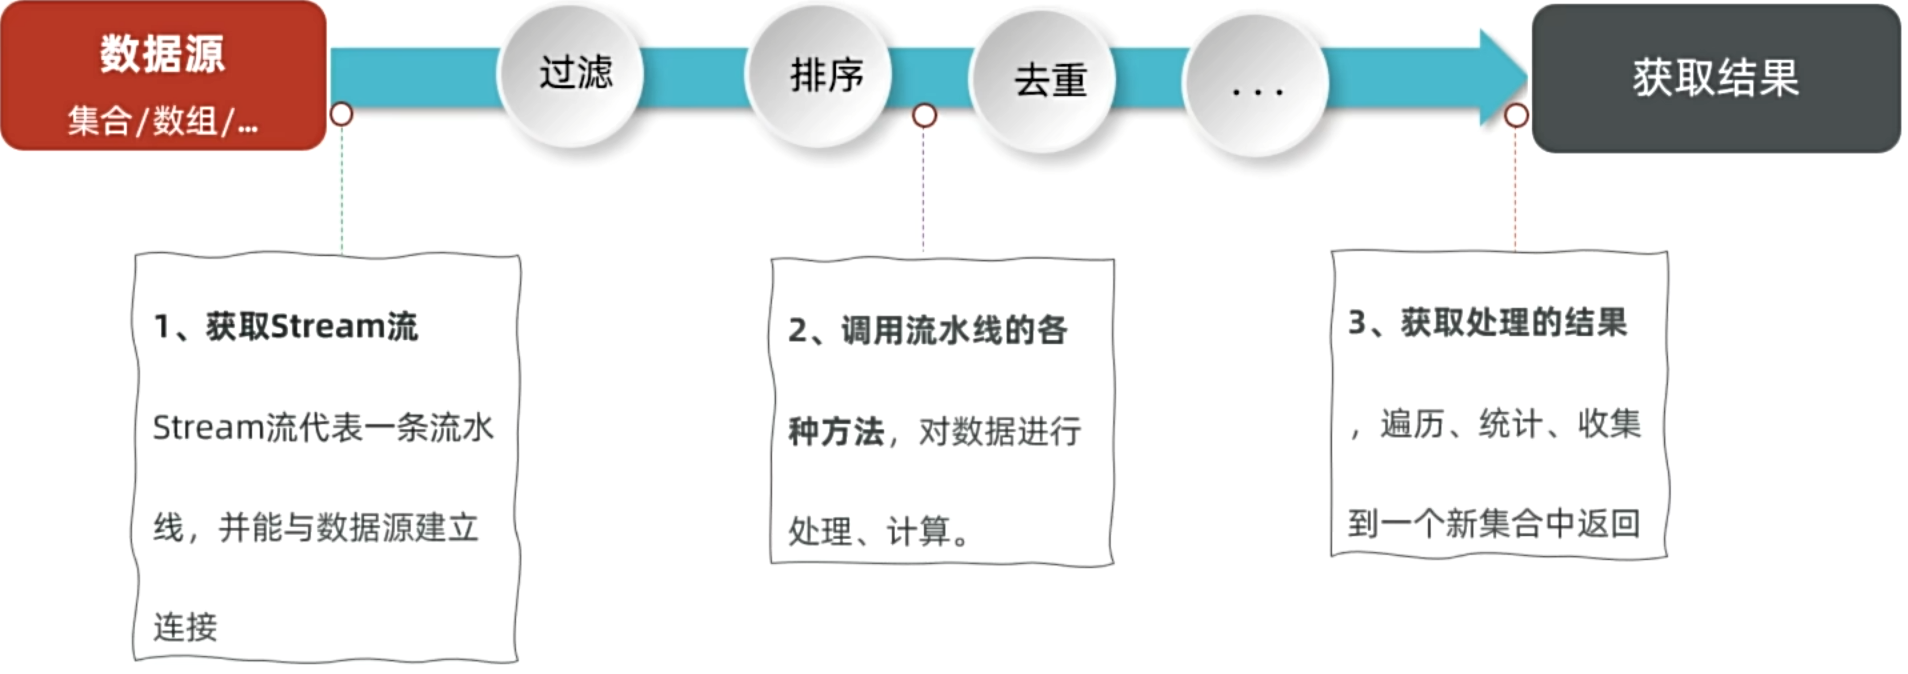 数据源
集合/数组/...
过滤
排序
去重
...
获取结果
1、获取Stream流
Stream流代表一条流水
线，并能与数据源建立
连接
2、调用流水线的各
种方法，对数据进行
处理、计算。
3、获取处理的结果
，遍历、统计、收集
到一个新集合中返回